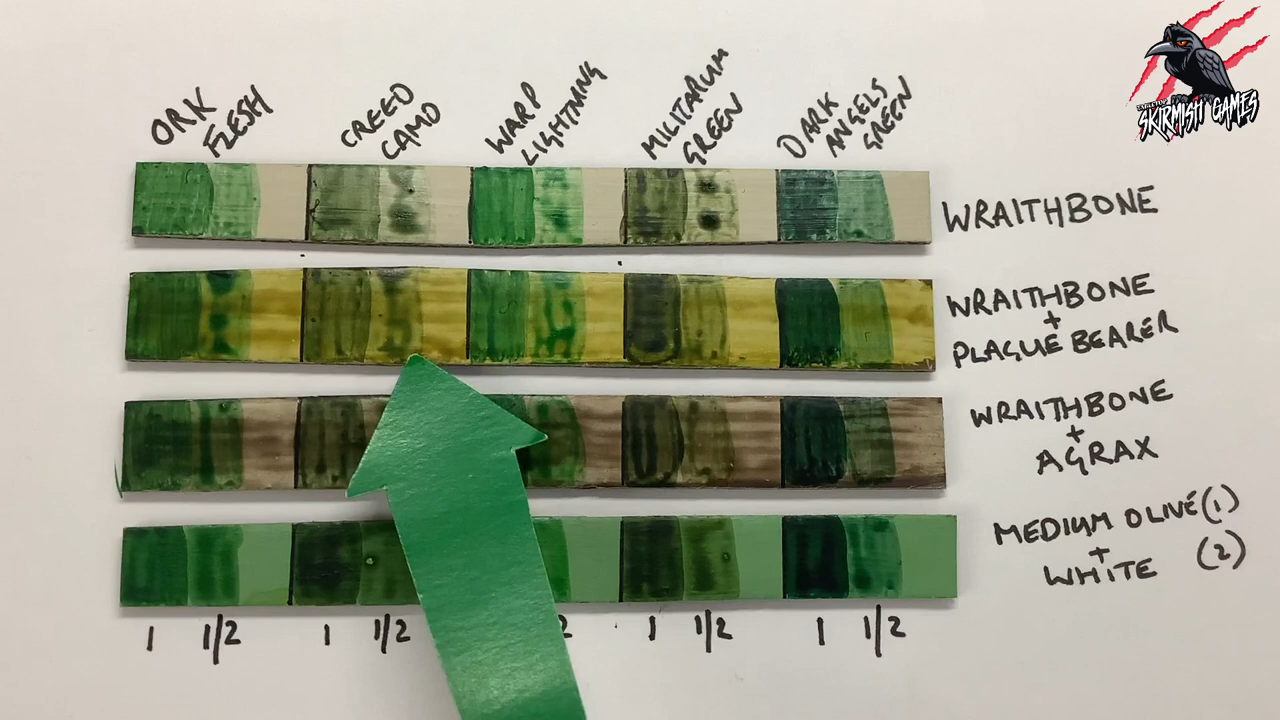 ORK FLESH
CREED CAMO
WARP LIGHTNING
MILITARUM GREEN
DARK ANGELS GREEN
SKIRMISH GAMES
WRAITHBONE
WRAITHBONE
+
PLAGUE BEARER
WRAITHBONE
+
AGRAX
MEDIUM OLIVE (1)
+
WHITE (2)
1 1/2 1 1/2 2 1 1/2 1 1/2